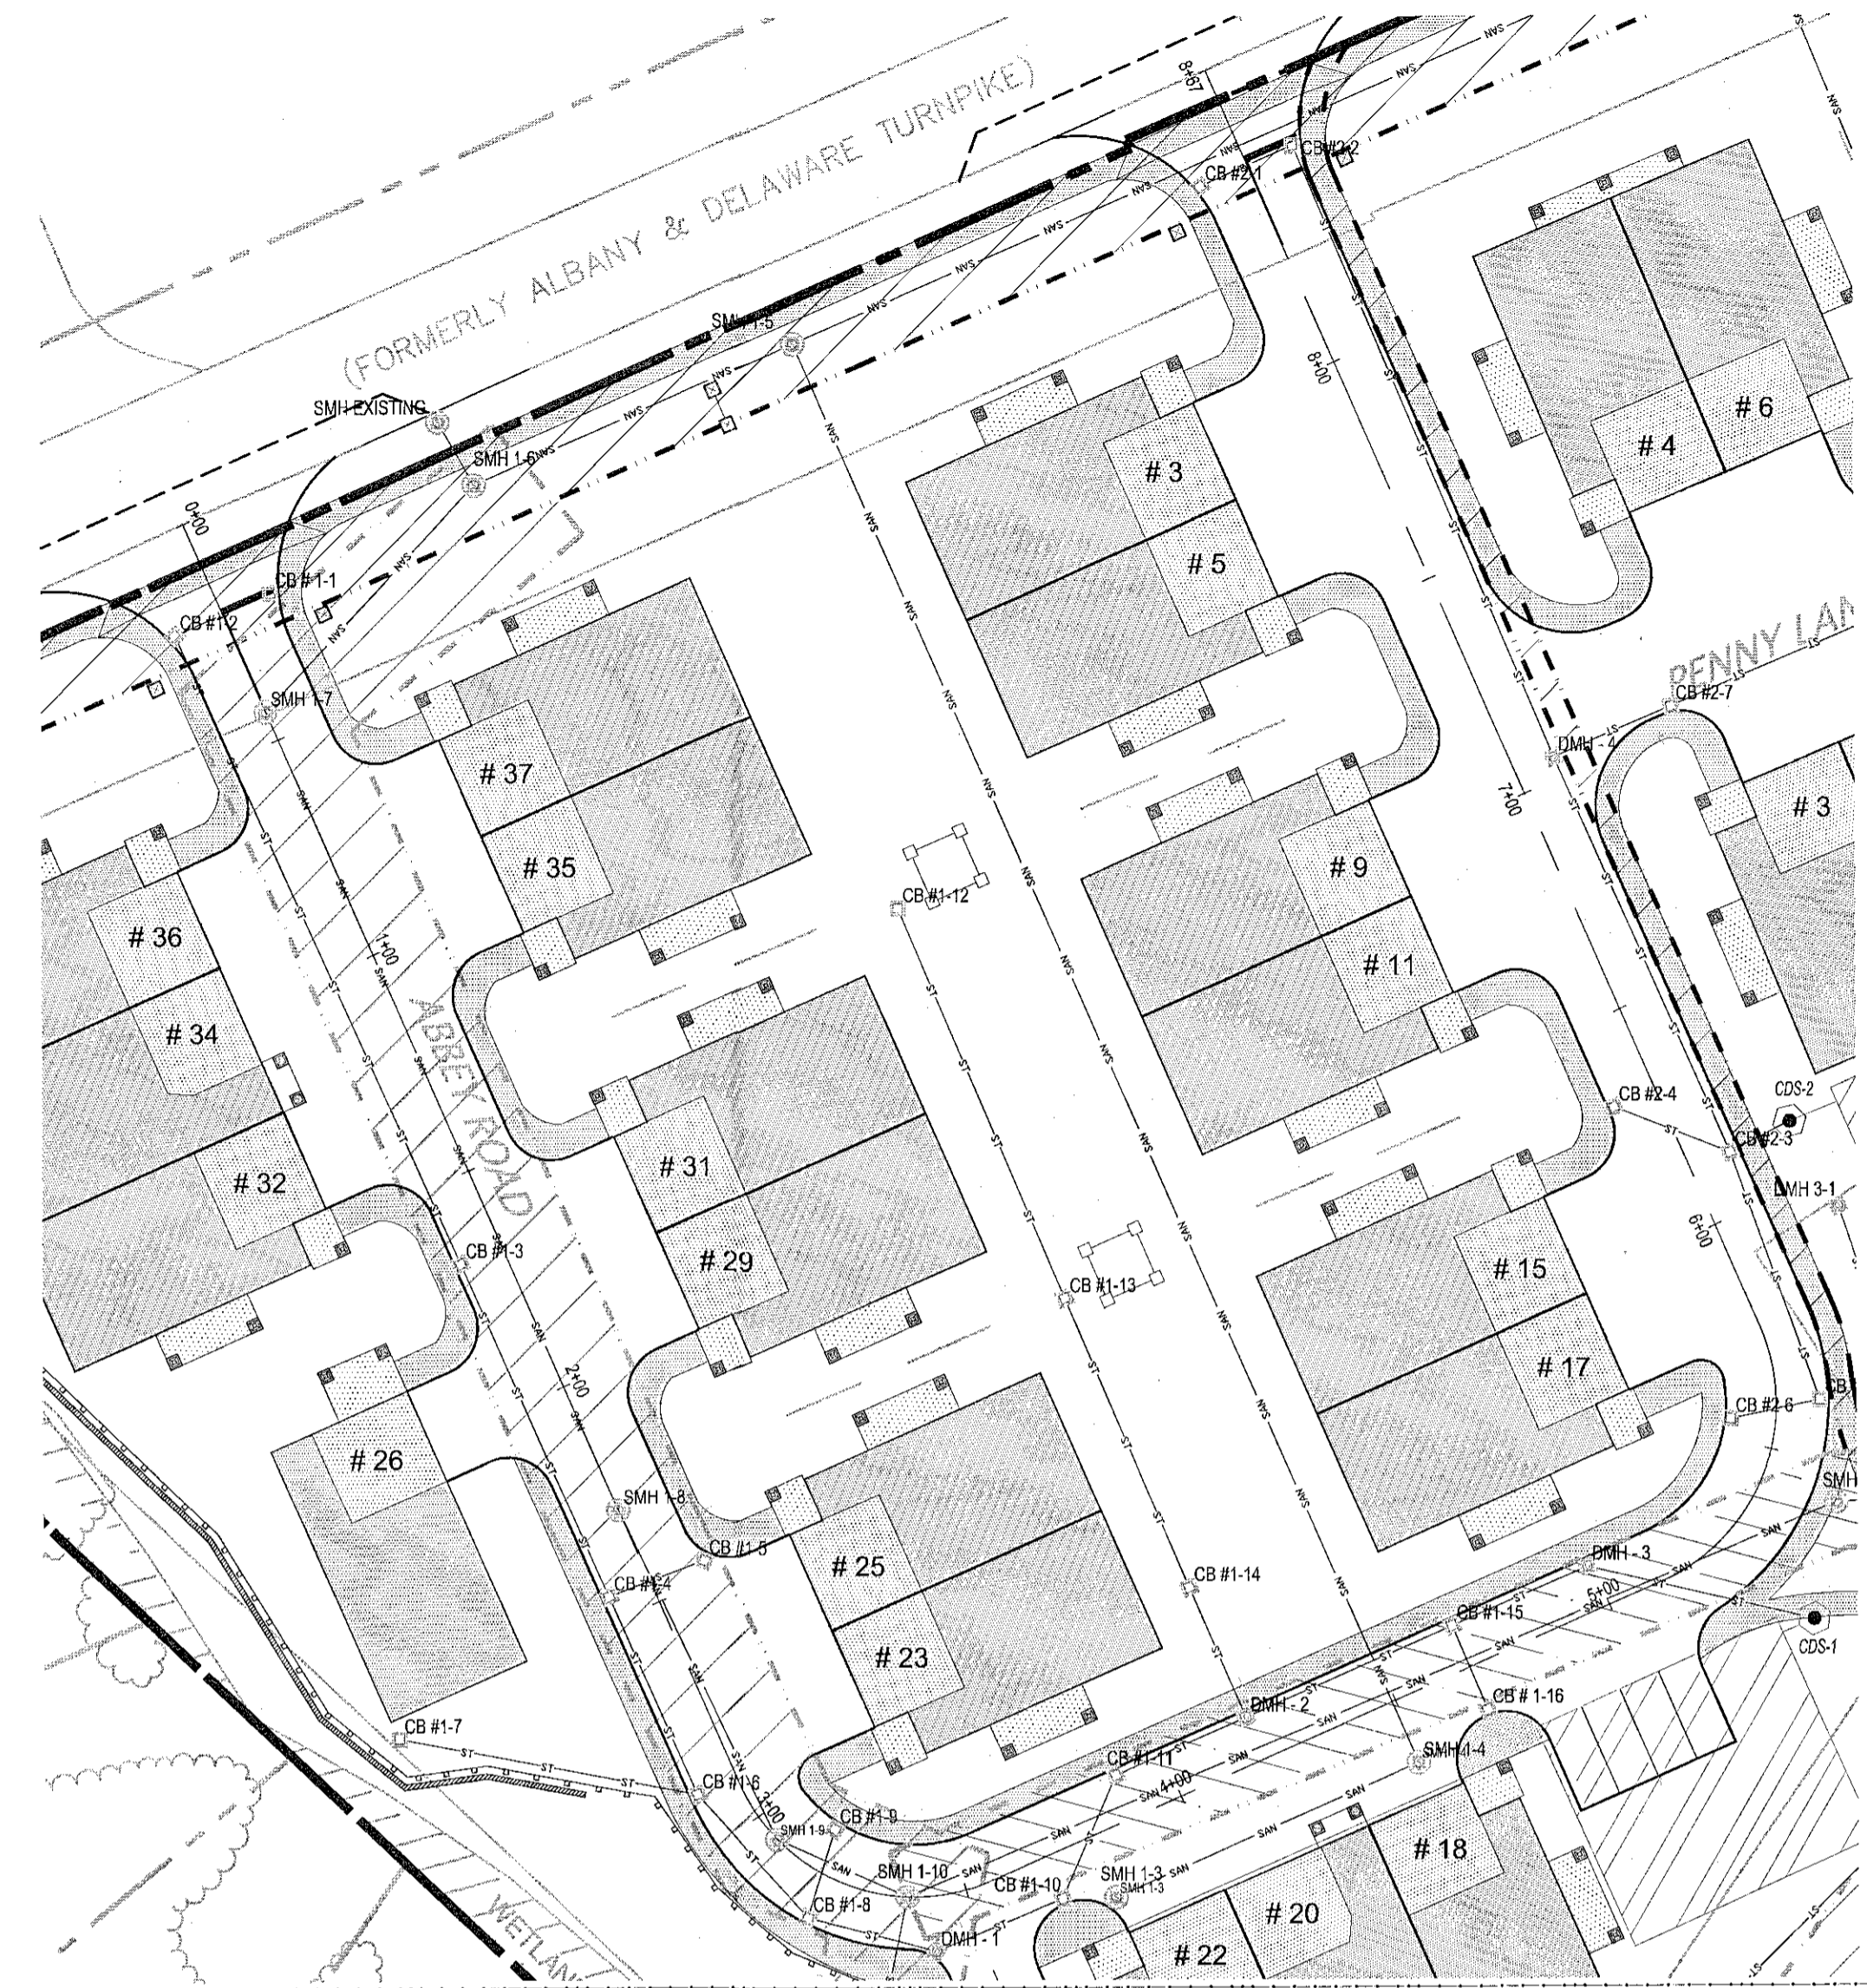 (FORMERLY ALBANY & DELAWARE TURNPIKE)
8+67
CB #2-2
CB #2-1
SMH 1-5
SMH EXISTING
SMH 1-6
0+00
CB # 1-1
CB #1-2
SMH 1-7
# 3
# 5
8+00
# 4
# 6
PENNY LAN
CB #2-7
DMH - 4
7+00
# 3
# 37
# 35
# 9
# 11
CB #1-12
# 36
# 34
1+00
ABBEY ROAD
# 32
# 31
# 29
CB #2-4
CDS-2
CB #2-3
DMH 3-1
6+00
CB #1-3
CB #1-13
# 15
# 17
2+00
CB #2-6
CB
SMH
# 26
SMH 1-8
CB #1-5
CB #1-4
# 25
# 23
CB #1-14
DMH - 3
5+00
CB #1-15
CDS-1
CB # 1-16
DMH - 2
SMH 1-4
CB #1-7
CB #1-6
3+00
CB #1-11
4+00
SMH 1-9
CB #1-9
SMH 1-10
CB #1-10
SMH 1-3
SMH 1-3
# 18
CB #1-8
DMH - 1
# 20
# 22
WETLAN
SAN
ST